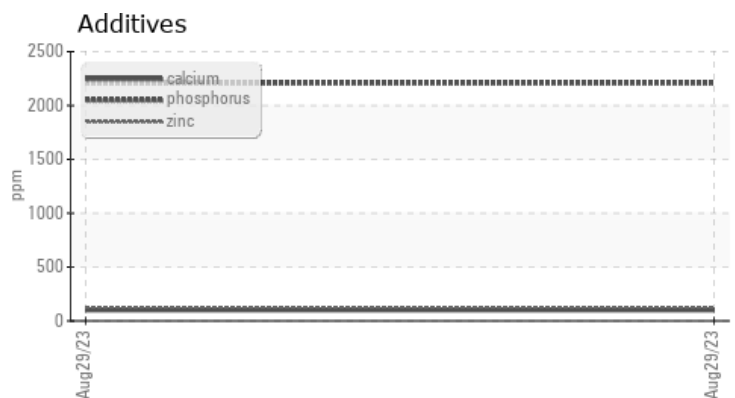 Additives
2500
2000
1500
1000
500
0
ppm
calcium
phosphorus
zinc
Aug29/23
Aug29/23